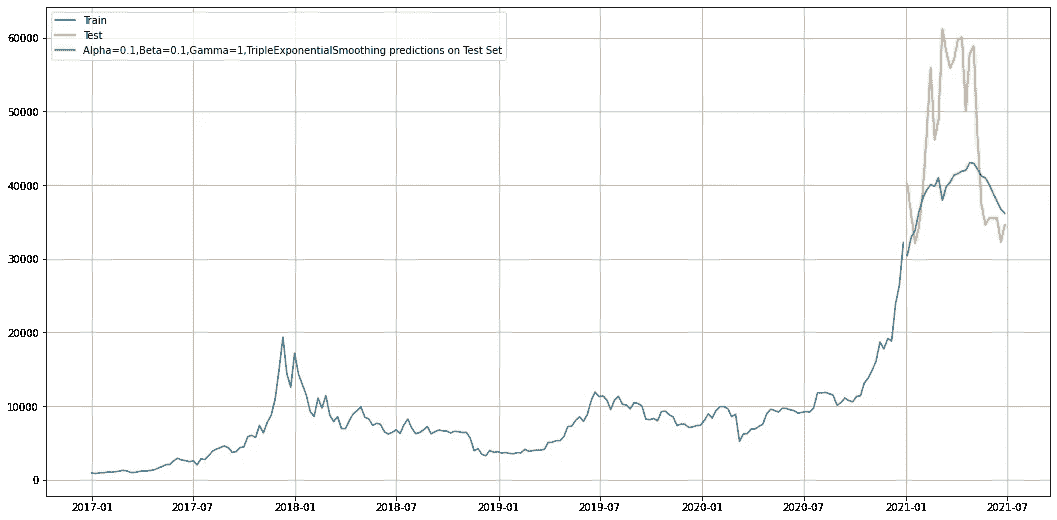 Train
Test
Alpha=0.1,Beta=0.1,Gamma=1,TripleExponentialSmoothing predictions on Test Set
60000
50000
40000
30000
20000
10000
0
2017-01 2017-07 2018-01 2018-07 2019-01 2019-07 2020-01 2020-07 2021-01 2021-07